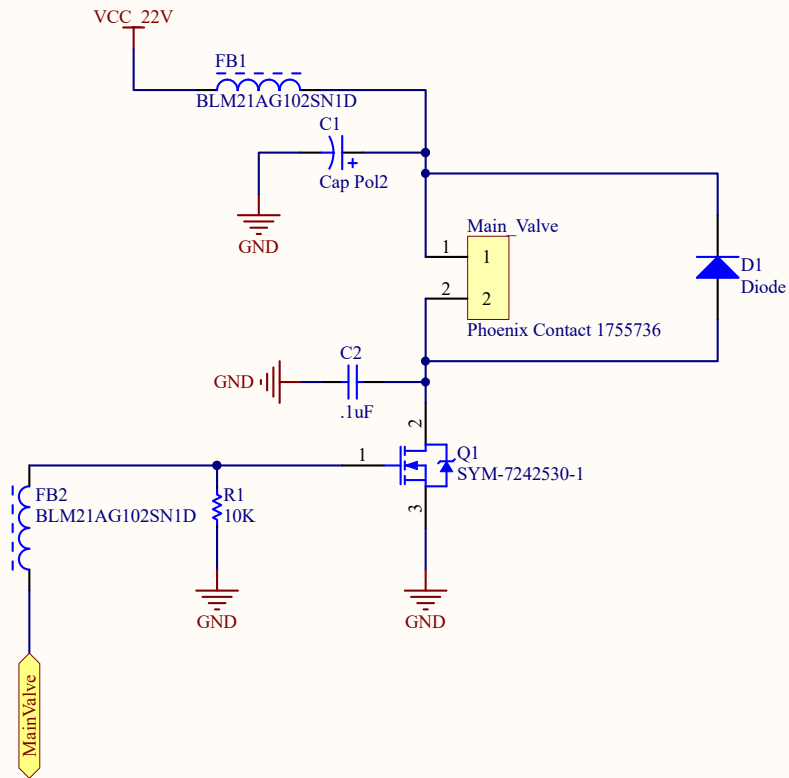 VCC_22V
FB1
BLM21AG102SN1D
C1
Cap Pol2
GND
Main_Valve
1
1
2
2
Phoenix Contact 1755736
D1
Diode
C2
GND
.1uF
2
1
Q1
SYM-7242530-1
3
FB2
BLM21AG102SN1D
R1
10K
GND
GND
MainValve